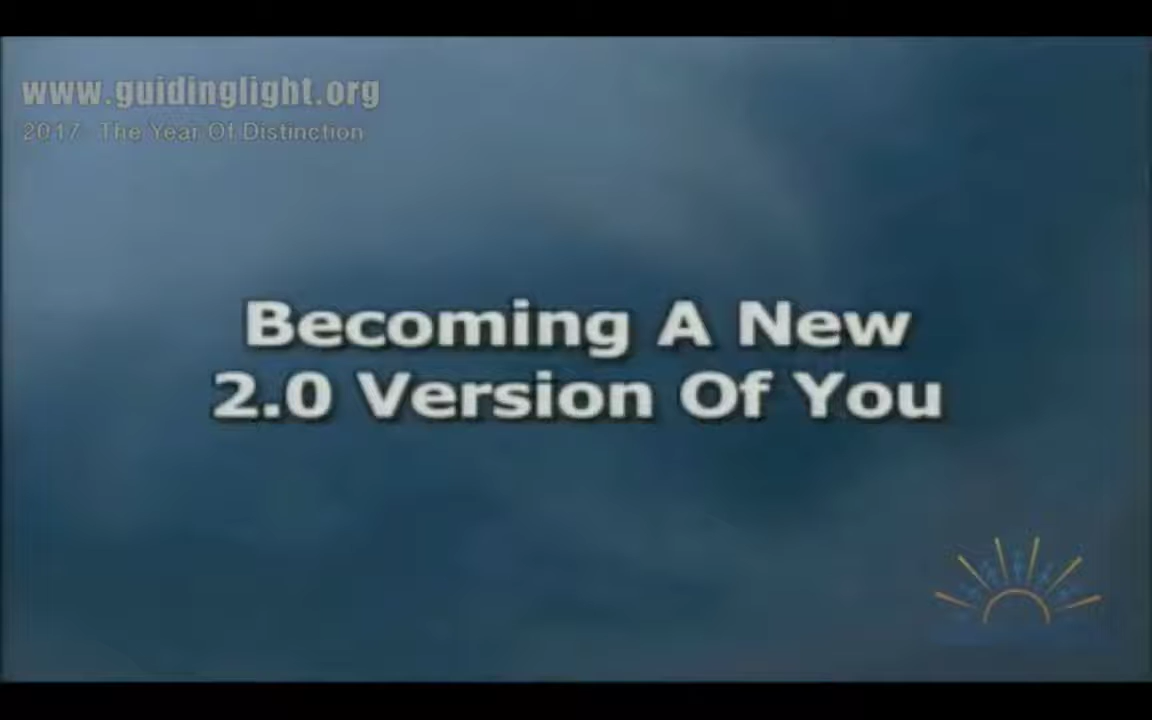 www.guidinglight.org
2017 The Year Of Distinction
Becoming A New
2.0 Version Of You